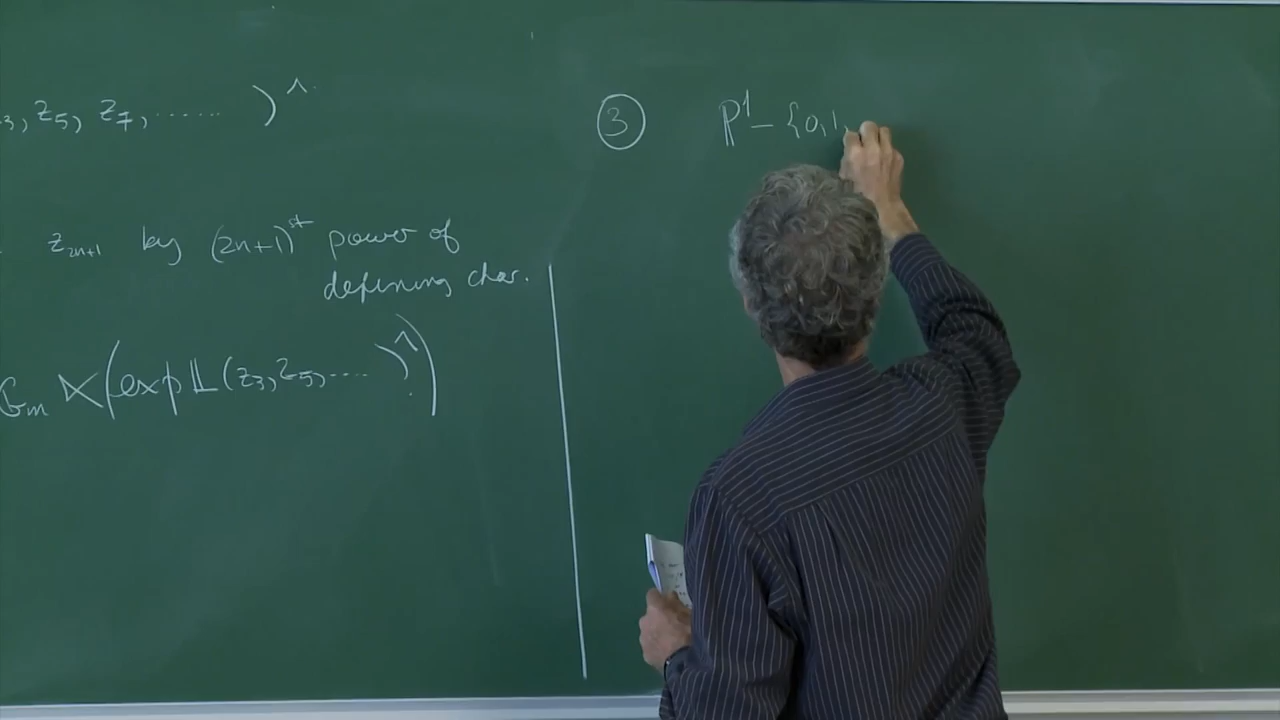 3, z₅, z₇, ...... )^
z₂ₙ₊₁ by (2n+1)ˢᵗ power of
defining char.
𝔾ₘ ⋉ (exp 𝕃(z₃, z₅, .... )^)
③ ℙ¹ − {0,1,